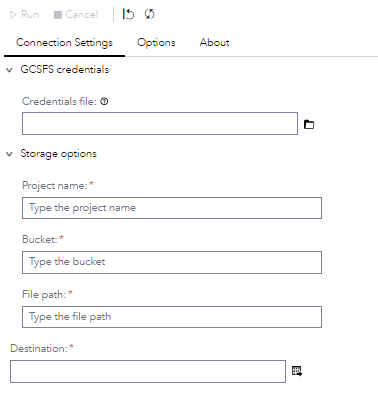 Run Cancel
Connection Settings Options About
GCSFS credentials
Credentials file:
Storage options
Project name:*
Type the project name
Bucket:*
Type the bucket
File path:*
Type the file path
Destination:*